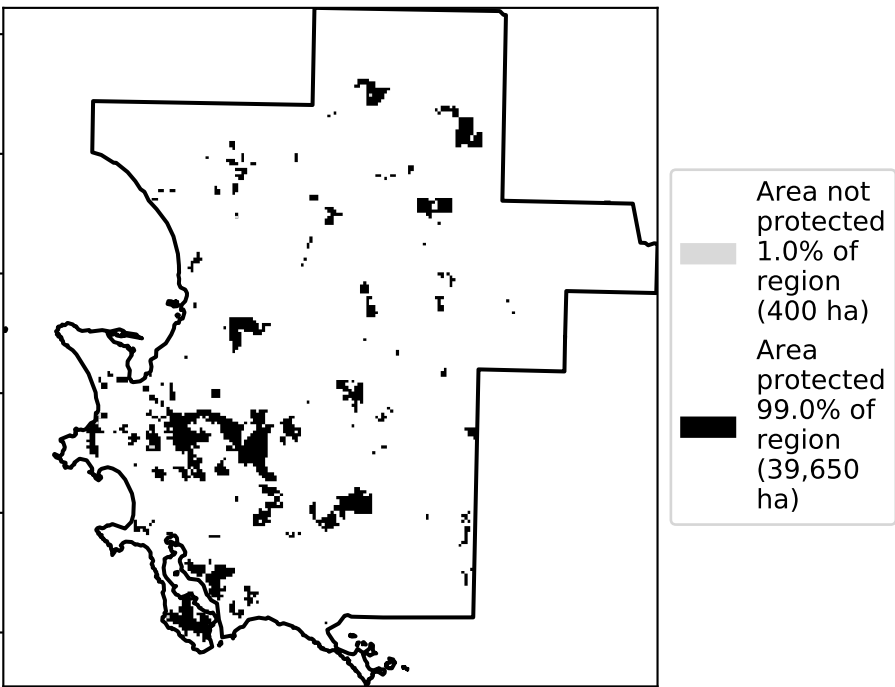 Area not
protected
1.0% of
region
(400 ha)
Area
protected
99.0% of
region
(39,650
ha)